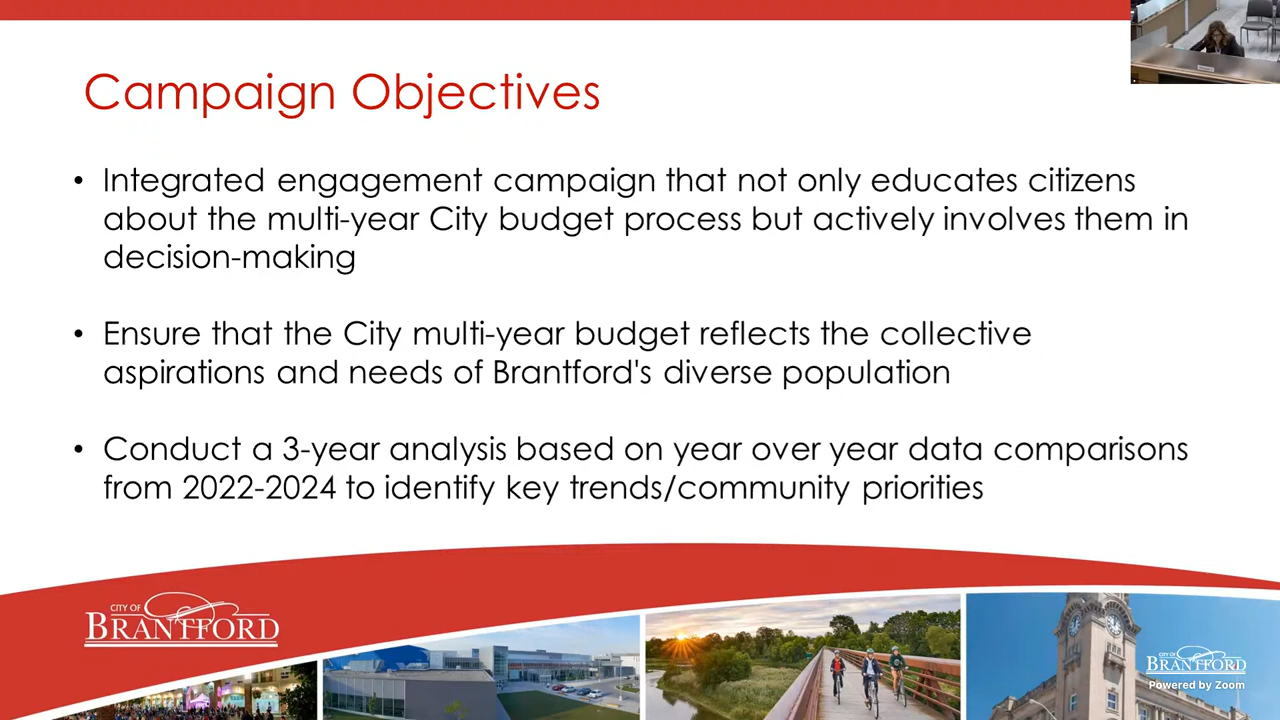 Campaign Objectives
• Integrated engagement campaign that not only educates citizens
about the multi-year City budget process but actively involves them in
decision-making
• Ensure that the City multi-year budget reflects the collective
aspirations and needs of Brantford's diverse population
• Conduct a 3-year analysis based on year over year data comparisons
from 2022-2024 to identify key trends/community priorities
CITY OF
BRANTFORD
CITY OF
BRANTFORD
Powered by Zoom